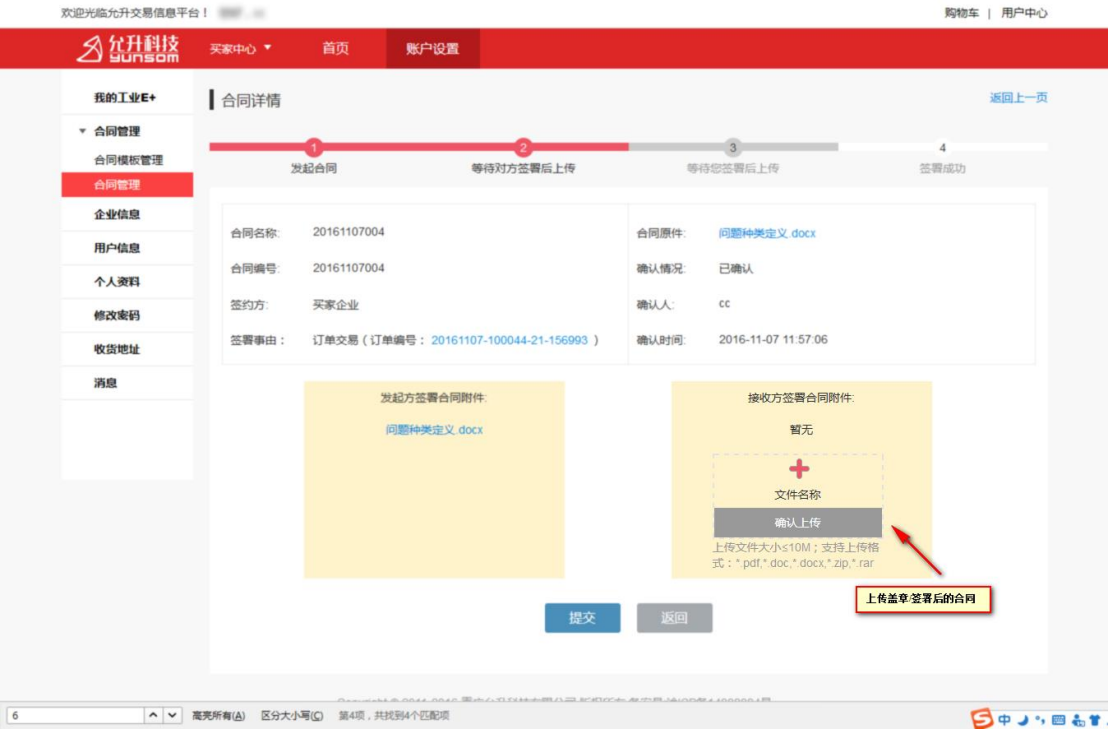 欢迎光临允升交易信息平台！
购物车 | 用户中心
允升科技
YUNSOM
买家中心
首页
账户设置
我的工业E+
合同管理
合同模板管理
合同管理
企业信息
用户信息
个人资料
修改密码
收货地址
消息
合同详情
返回上一页
1
2
3
4
发起合同
等待对方签署后上传
等待您签署后上传
签署成功
合同名称: 20161107004
合同原件: 问题种类定义.docx
合同编号: 20161107004
确认情况: 已确认
签约方: 买家企业
确认人: cc
签署事由： 订单交易（订单编号：20161107-100044-21-156993 ）
确认时间: 2016-11-07 11:57:06
发起方签署合同附件:
问题种类定义.docx
接收方签署合同附件:
暂无
文件名称
确认上传
上传文件大小≤10M；支持上传格
式：*.pdf,*.doc,*.docx,*.zip,*.rar
上传盖章/签署后的合同
提交
返回
6
高亮所有(A)
区分大小写(C)
第4项，共找到4个匹配项
中